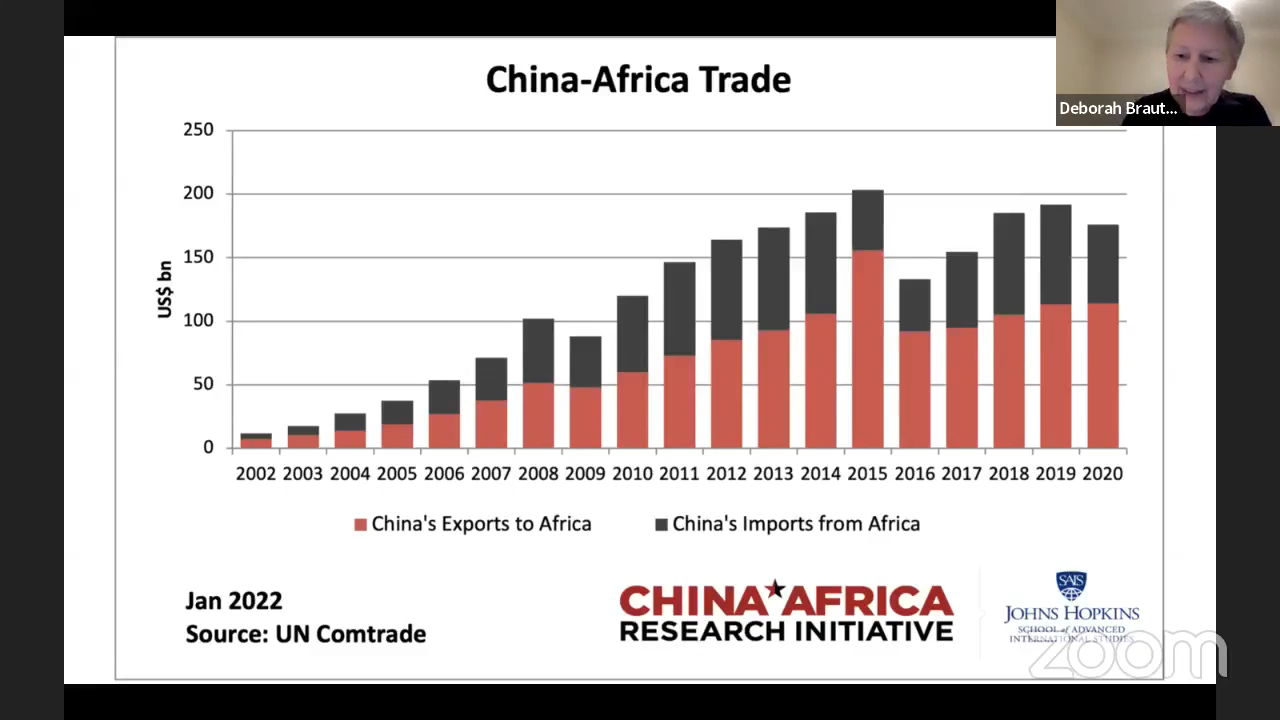 China-Africa Trade
Deborah Braut...
250
200
150
100
50
0
US$ bn
2002 2003 2004 2005 2006 2007 2008 2009 2010 2011 2012 2013 2014 2015 2016 2017 2018 2019 2020
China's Exports to Africa China's Imports from Africa
Jan 2022
Source: UN Comtrade
CHINA AFRICA
RESEARCH INITIATIVE
SAIS
JOHNS HOPKINS
SCHOOL of ADVANCED
INTERNATIONAL STUDIES
zoom